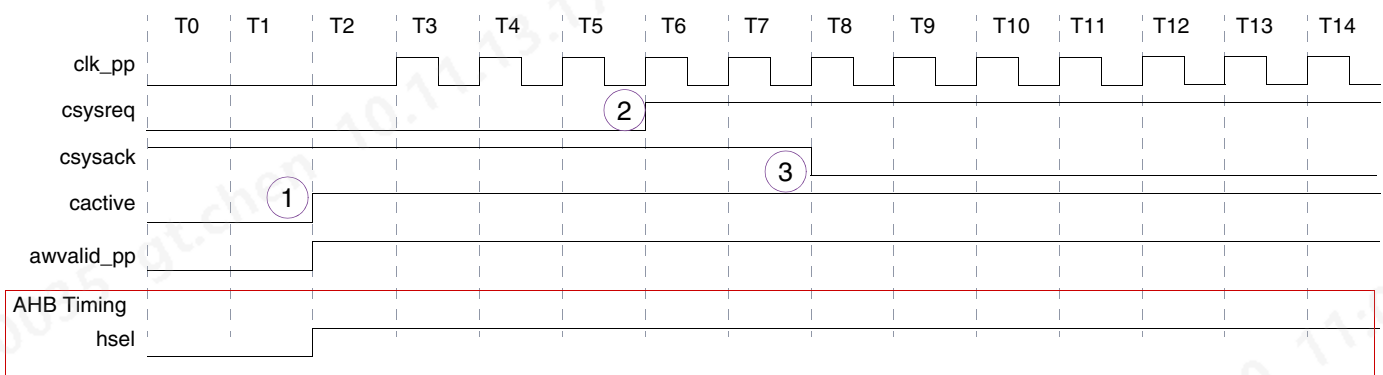 T0 T1 T2 T3 T4 T5 T6 T7 T8 T9 T10 T11 T12 T13 T14
clk_pp
csysreq
2
csysack
3
cactive
1
awvalid_pp
AHB Timing
hsel